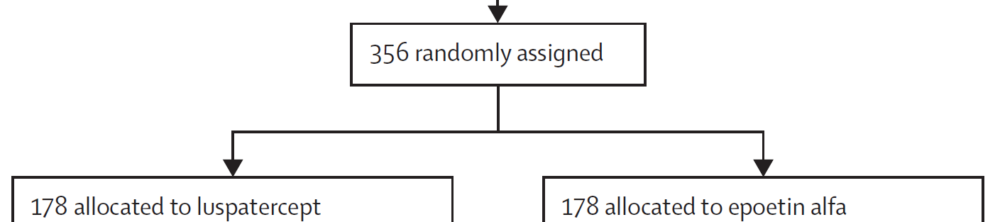 356 randomly assigned
178 allocated to luspatercept
178 allocated to epoetin alfa